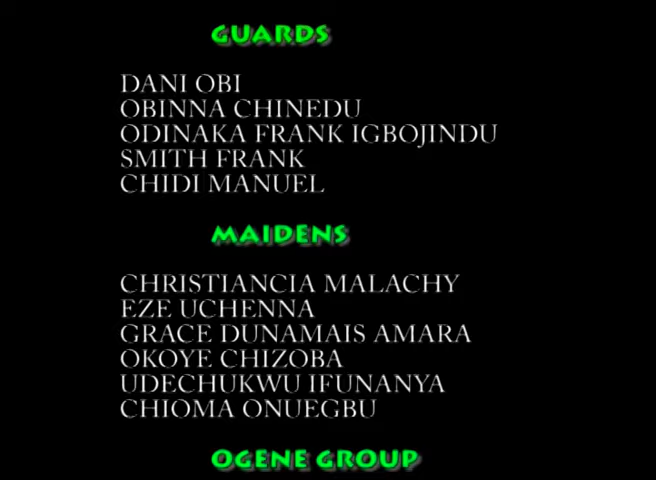 GUARDS
DANI OBI
OBINNA CHINEDU
ODINAKA FRANK IGBOJINDU
SMITH FRANK
CHIDI MANUEL
MAIDENS
CHRISTIANCIA MALACHY
EZE UCHENNA
GRACE DUNAMAIS AMARA
OKOYE CHIZOBA
UDECHUKWU IFUNANYA
CHIOMA ONUEGBU
OGENE GROUP